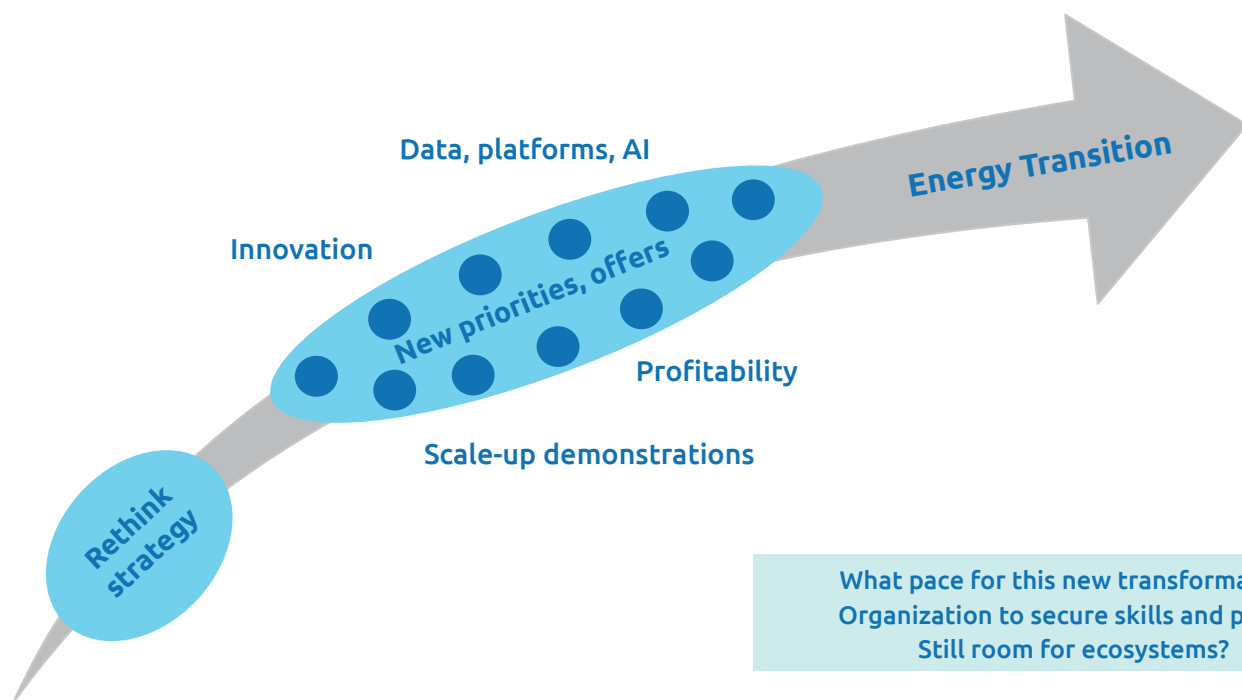 Data, platforms, AI
Energy Transition
Innovation
New priorities, offers
Profitability
Scale-up demonstrations
Rethink
strategy
What pace for this new
Organization to secure skills and
Still room for ecosystems?